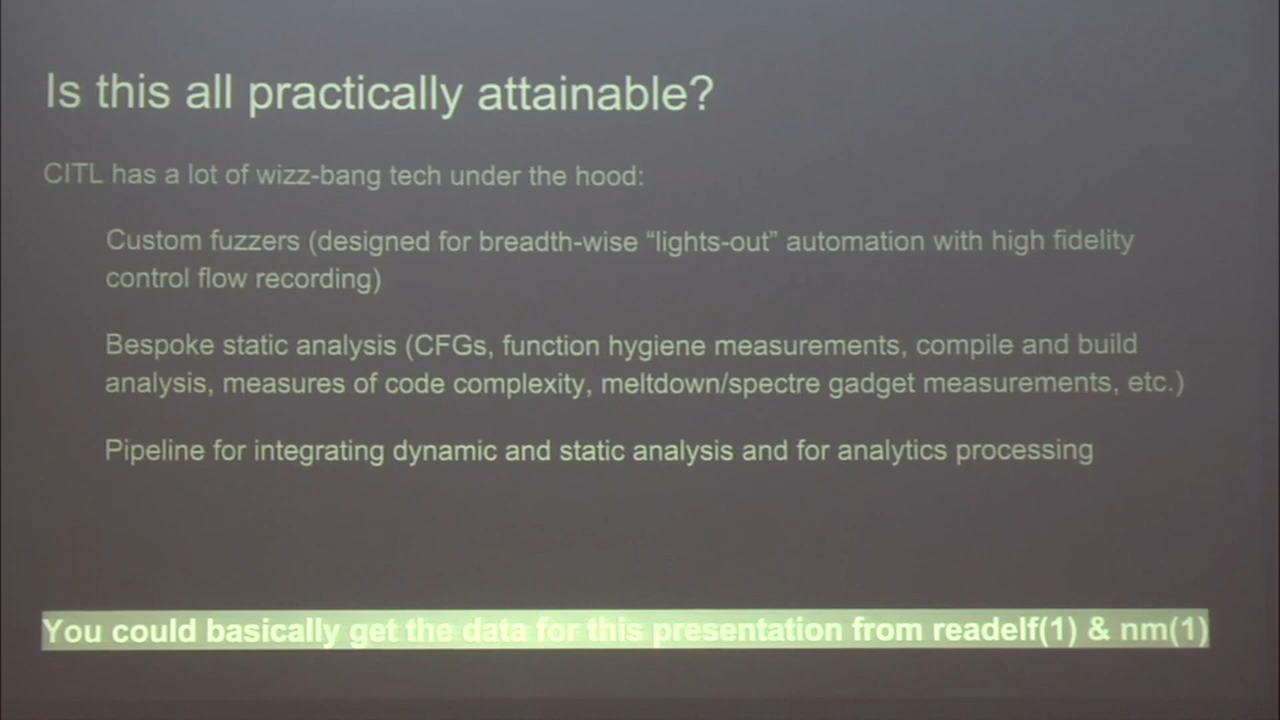 Is this all practically attainable?
CITL has a lot of wizz-bang tech under the hood:
Custom fuzzers (designed for breadth-wise “lights-out” automation with high fidelity
control flow recording)
Bespoke static analysis (CFGs, function hygiene measurements, compile and build
analysis, measures of code complexity, meltdown/spectre gadget measurements, etc.)
Pipeline for integrating dynamic and static analysis and for analytics processing
You could basically get the data for this presentation from readelf(1) & nm(1)